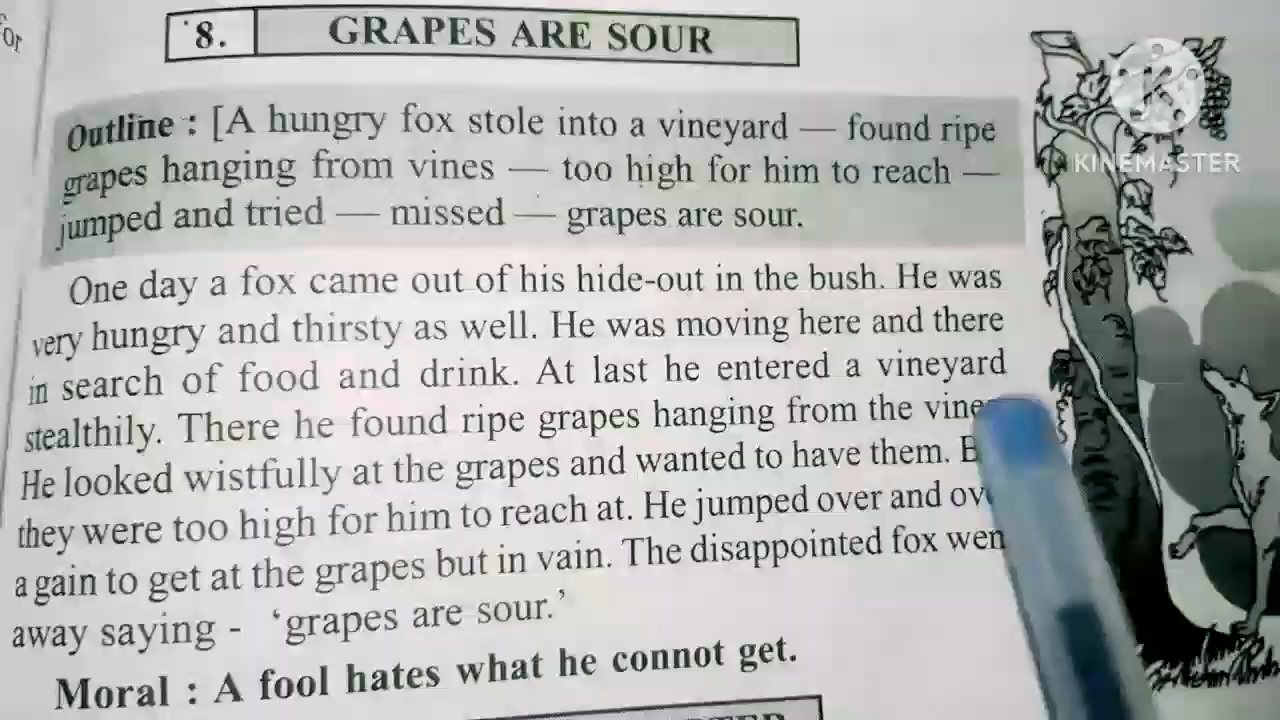 or
8. GRAPES ARE SOUR
KINEMASTER
Outline : [A hungry fox stole into a vineyard — found ripe
grapes hanging from vines — too high for him to reach —
jumped and tried — missed — grapes are sour.
One day a fox came out of his hide-out in the bush. He was
very hungry and thirsty as well. He was moving here and there
in search of food and drink. At last he entered a vineyard
stealthily. There he found ripe grapes hanging from the vine
He looked wistfully at the grapes and wanted to have them. B
they were too high for him to reach at. He jumped over and ov
a gain to get at the grapes but in vain. The disappointed fox wen
away saying - 'grapes are sour.'
Moral : A fool hates what he connot get.